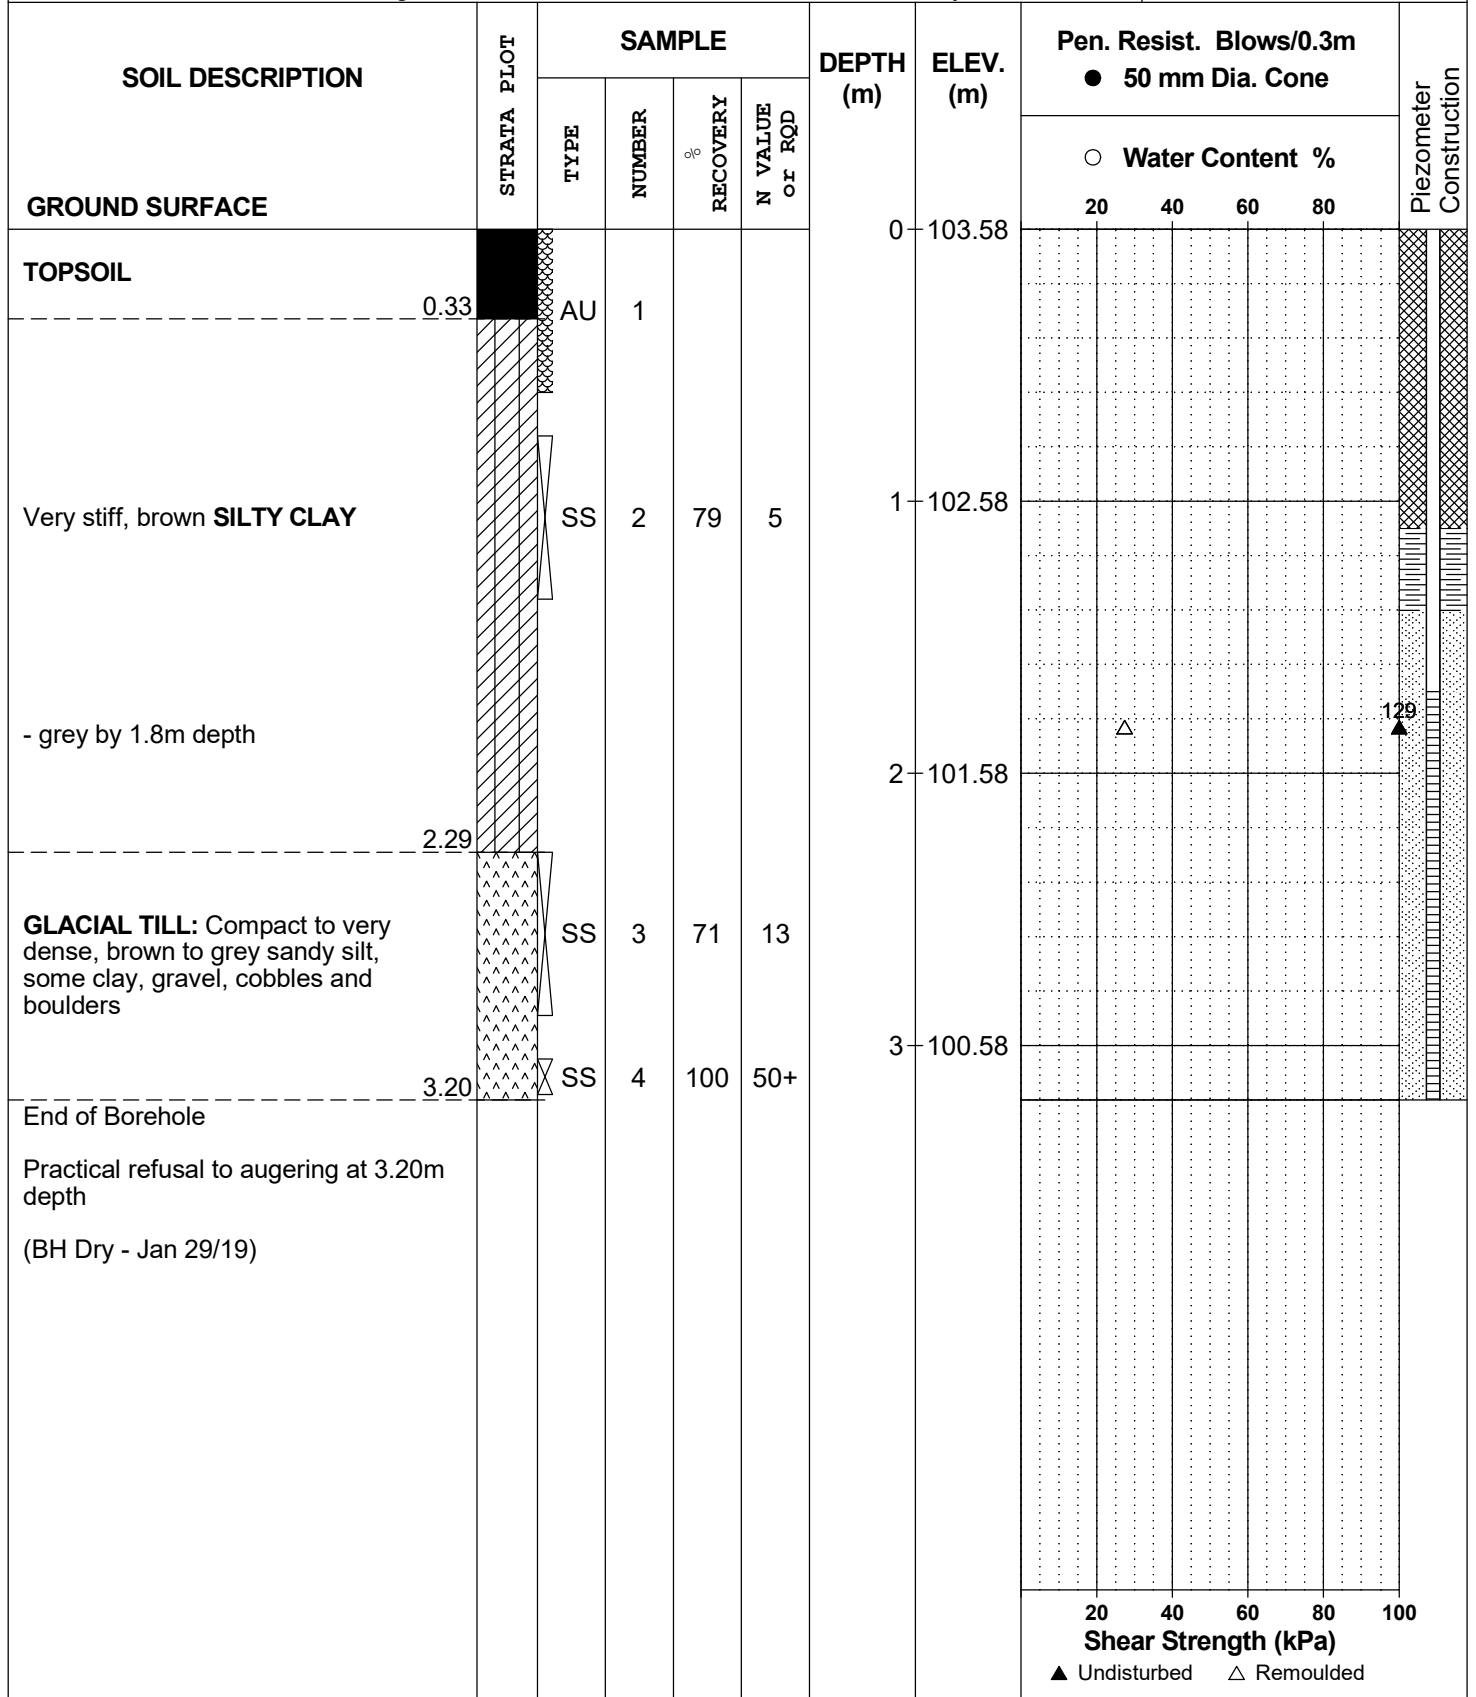 SOIL DESCRIPTION
GROUND SURFACE
STRATA PLOT
SAMPLE
TYPE
NUMBER
%
RECOVERY
N VALUE
or RQD
DEPTH
(m)
ELEV.
(m)
Pen. Resist. Blows/0.3m
● 50 mm Dia. Cone
○ Water Content %
20 40 60 80
Piezometer
Construction
0 103.58
TOPSOIL
0.33
AU 1
1 102.58
Very stiff, brown SILTY CLAY
SS 2 79 5
129
- grey by 1.8m depth
2 101.58
2.29
GLACIAL TILL: Compact to very
dense, brown to grey sandy silt,
some clay, gravel, cobbles and
boulders
SS 3 71 13
3 100.58
SS 4 100 50+
3.20
End of Borehole
Practical refusal to augering at 3.20m
depth
(BH Dry - Jan 29/19)
20 40 60 80 100
Shear Strength (kPa)
▲ Undisturbed △ Remoulded